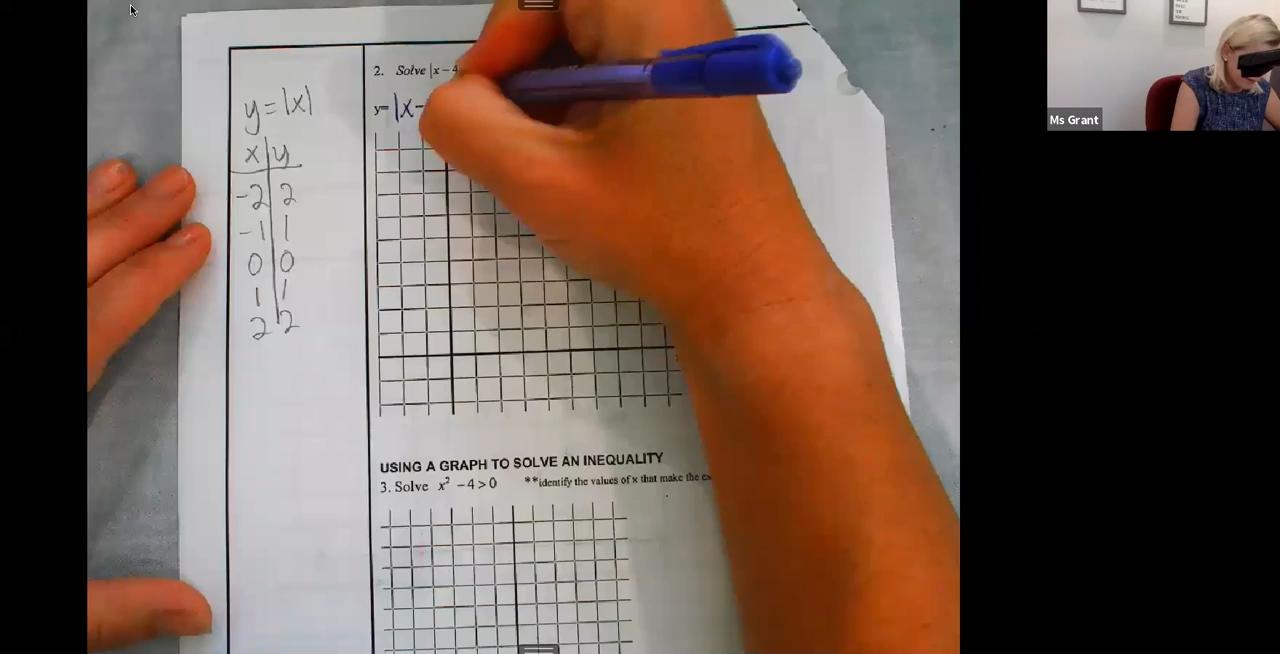 y=|x|
x y
-2 2
-1 1
0 0
1 1
2 2
2. Solve |x-4
y= |x-
USING A GRAPH TO SOLVE AN INEQUALITY
3. Solve x² -4>0 **identify the values of x that make the
Ms Grant